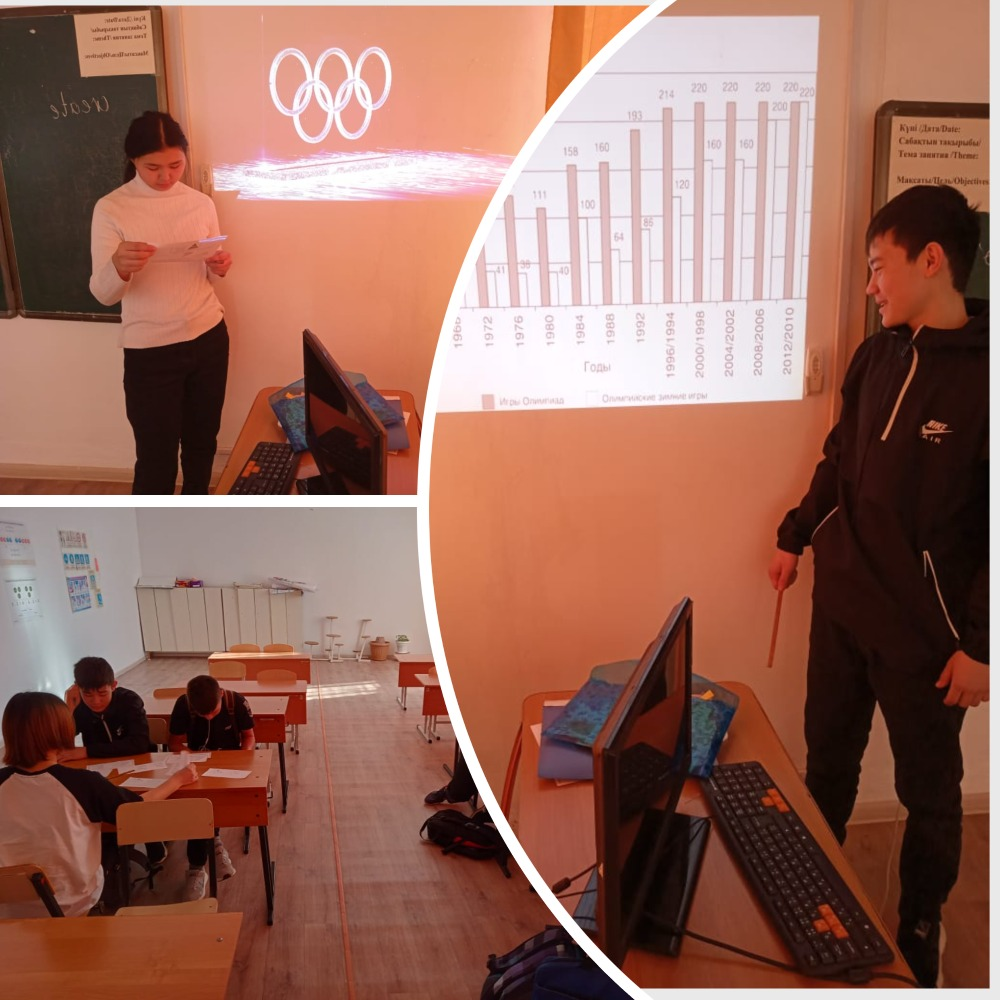 Күні /Дата/Date:
Сабақтың тақырыбы/
Тема занятия /Theme:
Мақсаты/Цель/Objectives
create
220 220 220 220 220
214
200
193
160 160
158 160
120
111
100
86
64
41 38 40
1972 1976 1980 1984 1988 1992 1996/1994 2000/1998 2004/2002 2008/2006 2012/2010
Годы
Игры Олимпиад Олимпийские зимние игры
Күні /Дата/Date:
Сабақтың тақырыбы/
Тема занятия /Theme:
Мақсаты/Цель/Objectives
NIKE
AIR